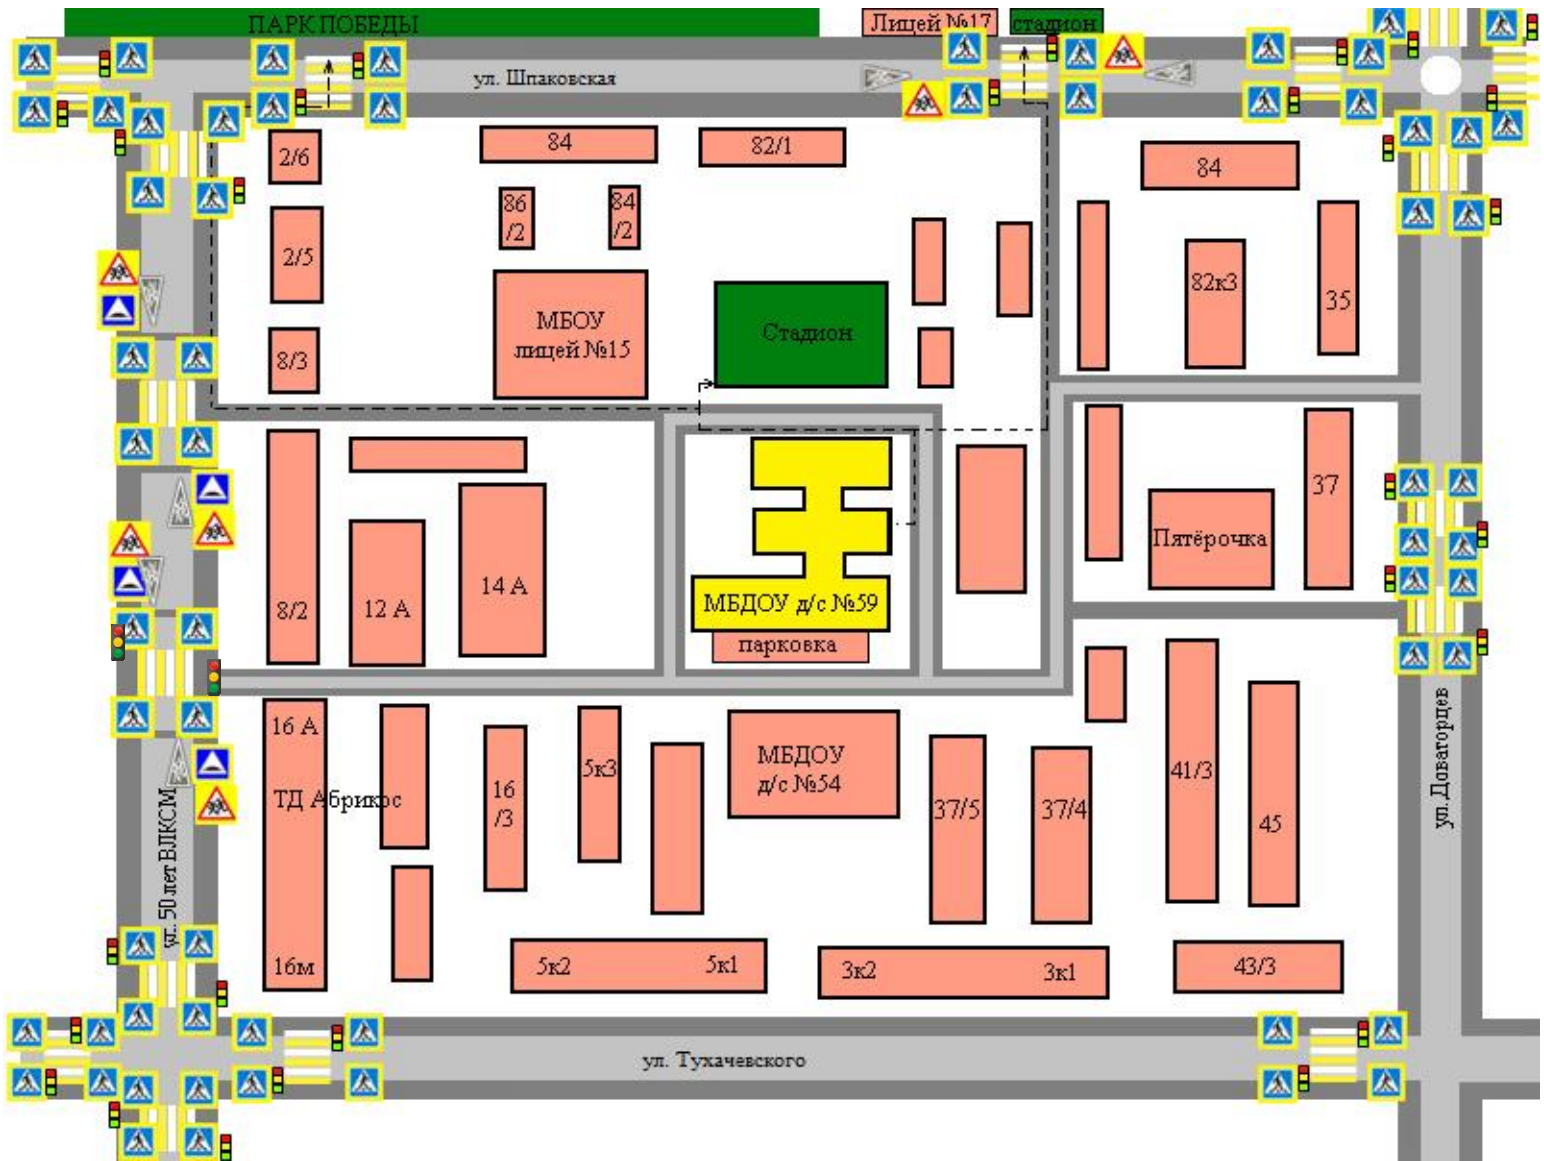 ПАРК ПОБЕДЫ
Лицей №17
стадион
ул. Шпаковская
2/6
84
82/1
84
86
/2
84
/2
2/5
82к3
35
МБОУ
лицей №15
Стадион
8/3
37
Пятёрочка
14 А
8/2
12 А
МБДОУ д/с №59
парковка
16 А
ТД Абрикос
16
/3
5к3
МБДОУ
д/с №54
37/5
37/4
41/3
45
ул. Доваторцев
ул. 50 лет ВЛКСМ
16м
5к2
5к1
3к2
3к1
43/3
ул. Тухачевского